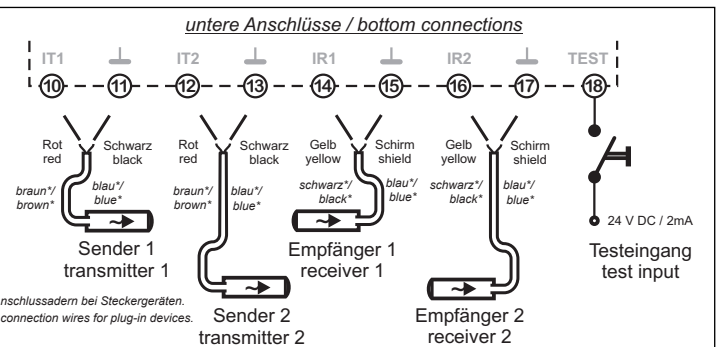 untere Anschlüsse / bottom connections
IT1 IT2 IR1 IR2 TEST
10 11 12 13 14 15 16 17 18
Rot Schwarz Rot Schwarz Gelb Schirm Gelb Schirm
red black red black yellow shield yellow shield
braun*/ blau*/ braun*/ blau*/ schwarz*/ blau*/ schwarz*/ blau*/
brown* blue* brown* blue* black* blue* black* blue*
24 V DC / 2mA
Sender 1 Empfänger 1 Testeingang
transmitter 1 receiver 1 test input
nschlussadern bei Steckergeräten.
connection wires for plug-in devices.
Sender 2 Empfänger 2
transmitter 2 receiver 2